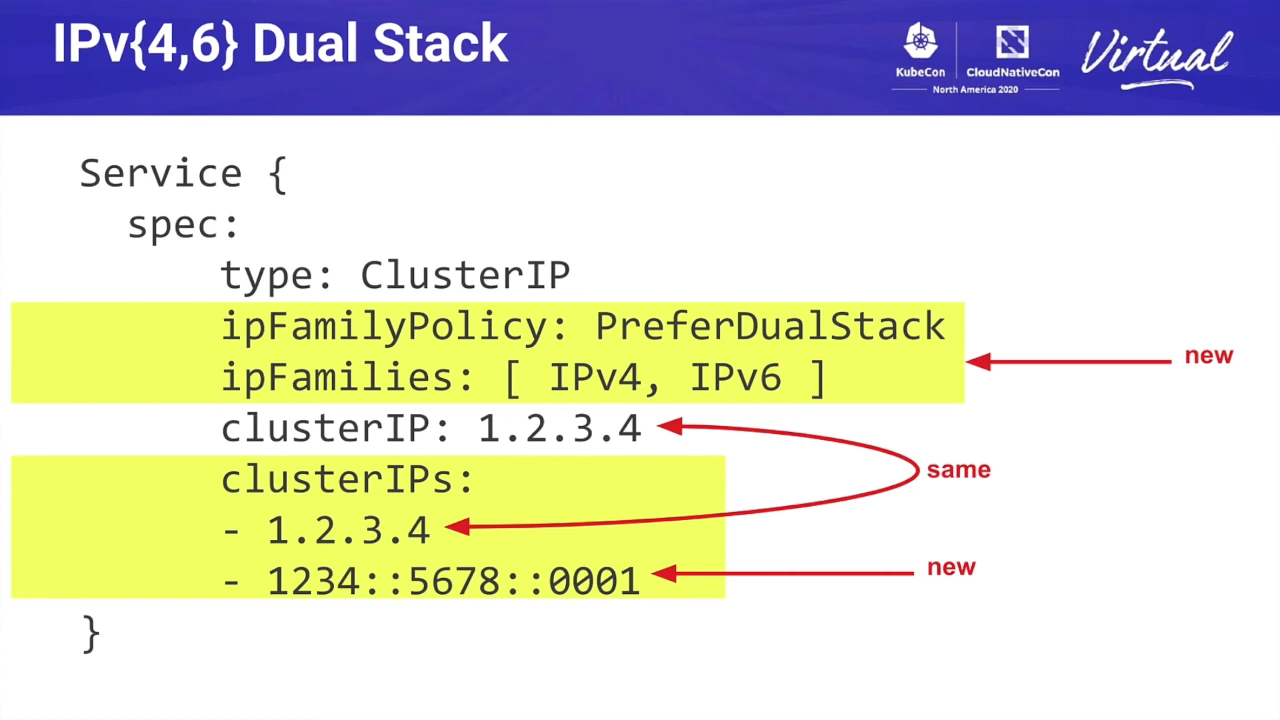 IPv{4,6} Dual Stack
KubeCon
CloudNativeCon
North America 2020
Virtual
Service {
spec:
type: ClusterIP
ipFamilyPolicy: PreferDualStack
ipFamilies: [ IPv4, IPv6 ]
new
clusterIP: 1.2.3.4
clusterIPs:
same
- 1.2.3.4
- 1234::5678::0001
new
}